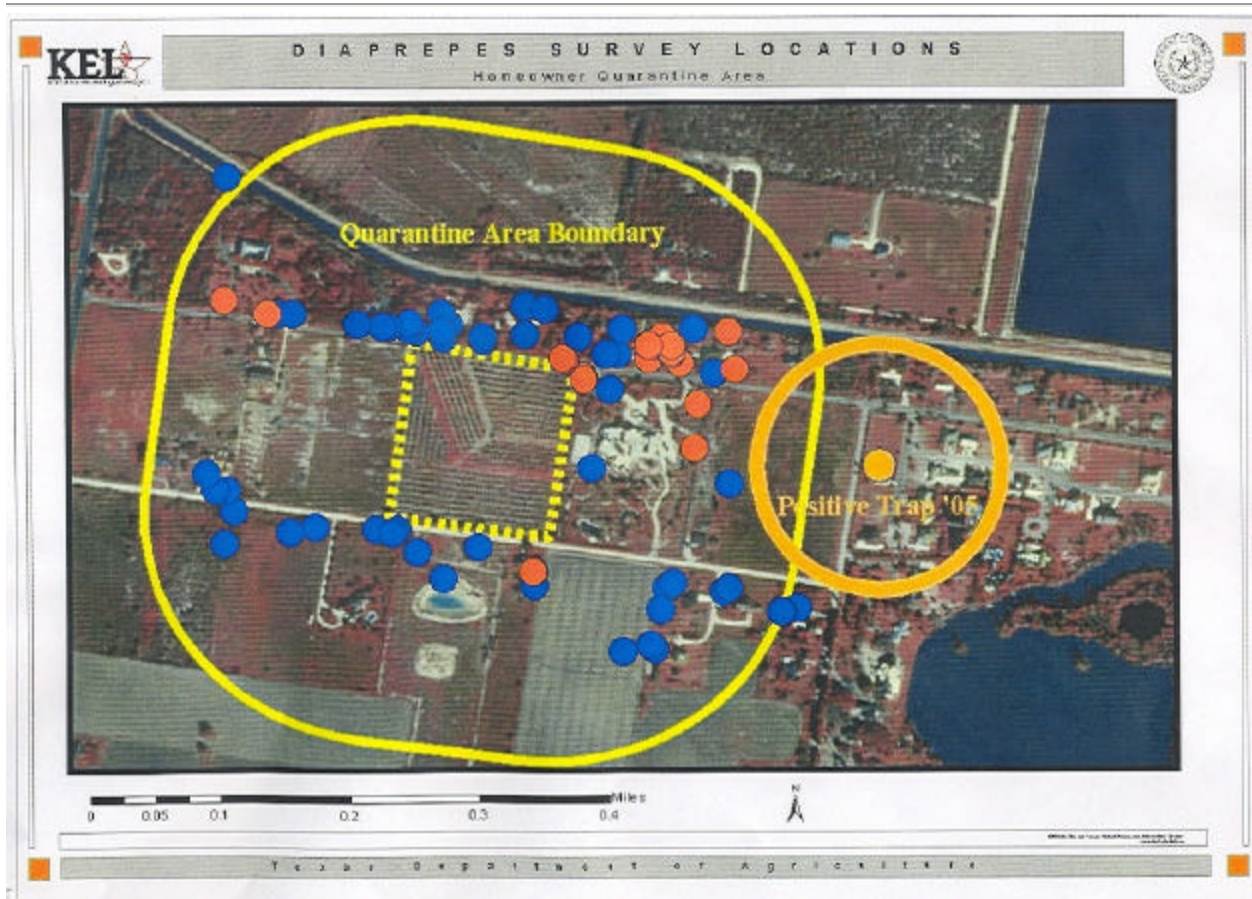 DIAPREPES SURVEY LOCATIONS
Homeowner Quarantine Area
KEL
Quarantine Area Boundary
Positive Trap '05
Miles
N
0 0.05 0.1 0.2 0.3 0.4
Texas Department of Agriculture